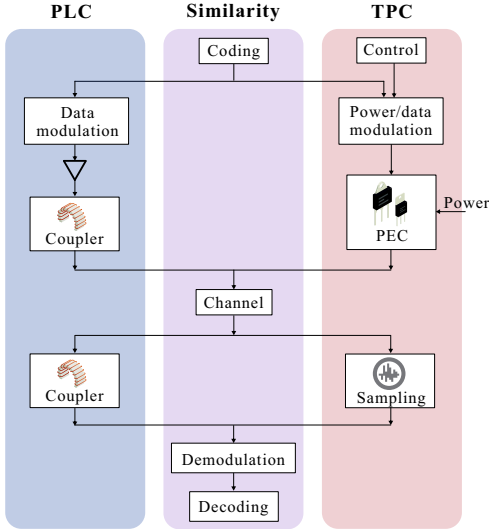 PLC
Similarity
TPC
Coding
Control
Data
modulation
Power/data
modulation
Coupler
PEC
Power
Channel
Coupler
Sampling
Demodulation
Decoding